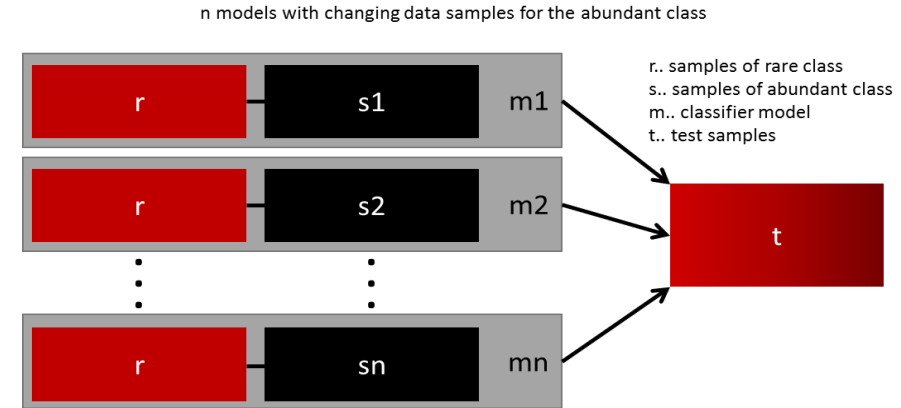 n models with changing data samples for the abundant class
r.. samples of rare class
s.. samples of abundant class
m.. classifier model
t.. test samples
r s1 m1
r s2 m2
t
r sn mn